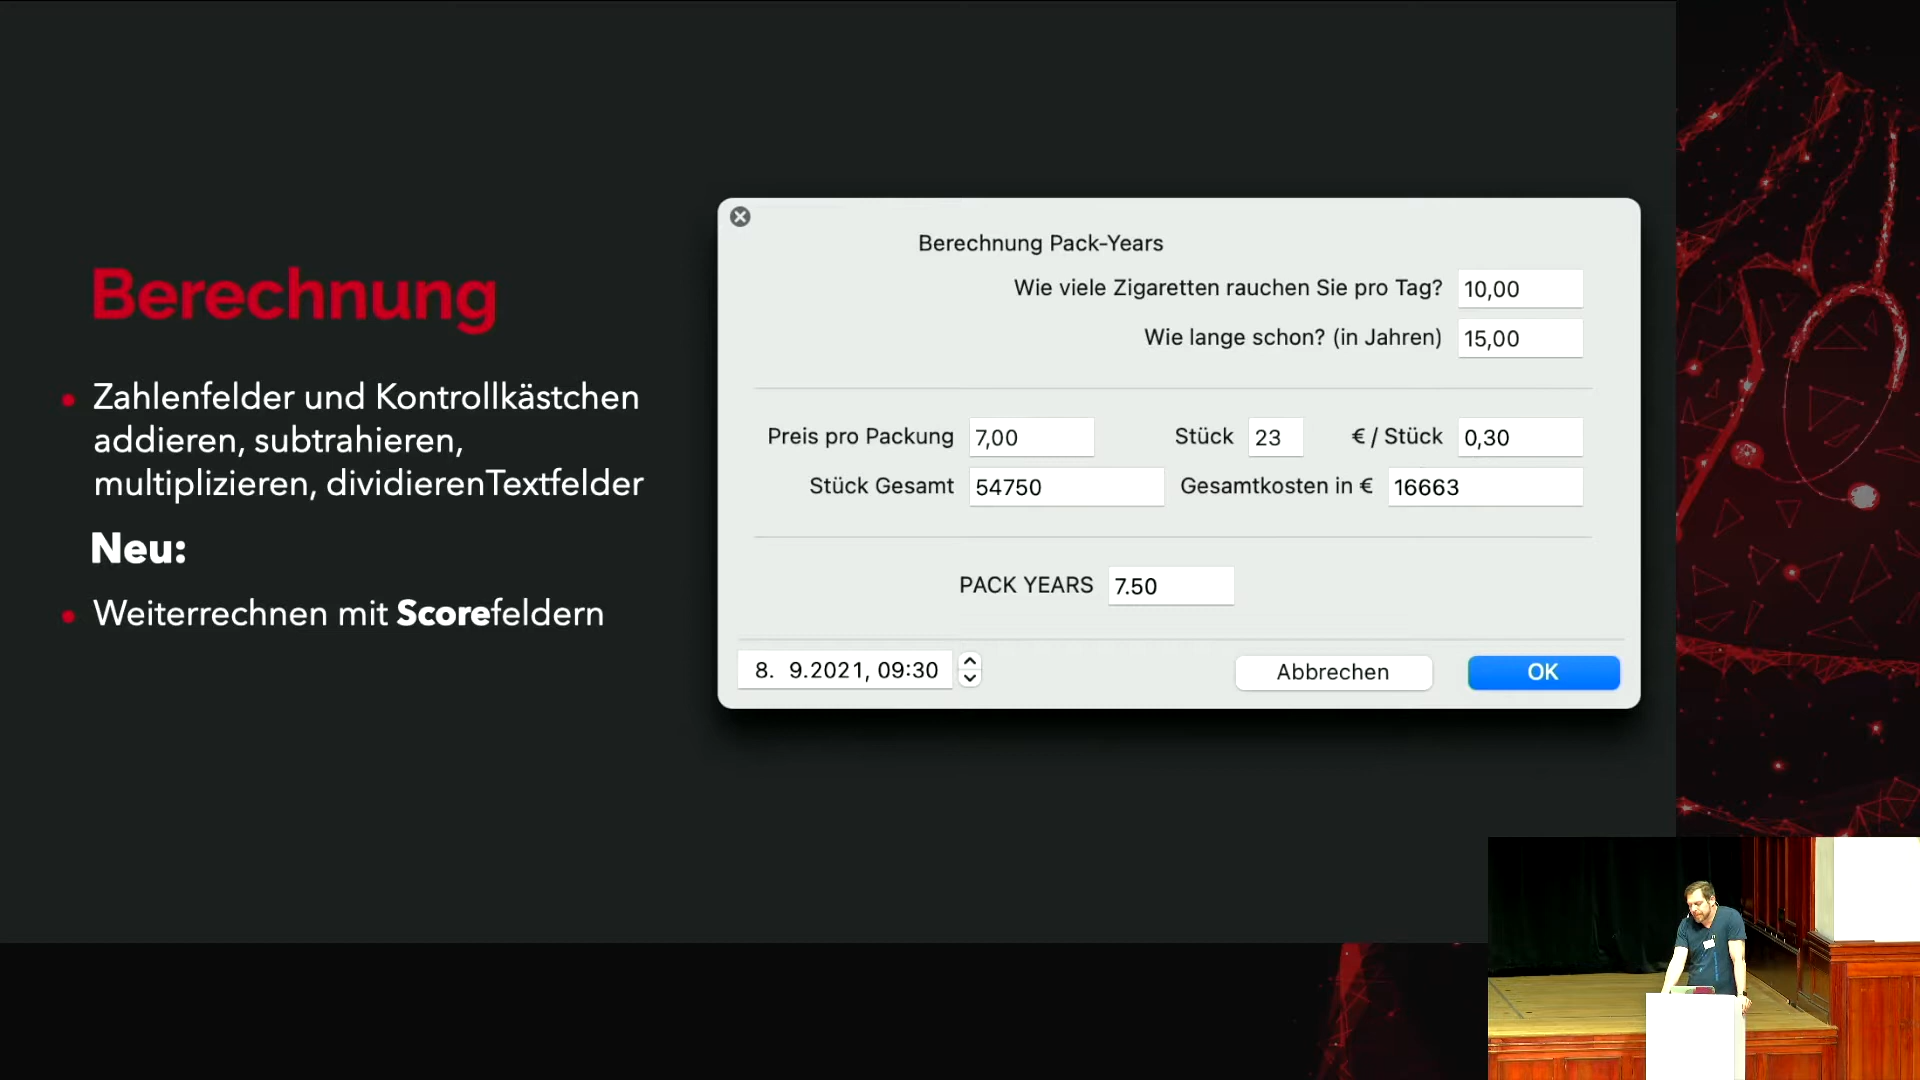 Berechnung
Zahlenfelder und Kontrollkästchen
addieren, subtrahieren,
multiplizieren, dividierenTextfelder
Neu:
Weiterrechnen mit Scorefeldern
Berechnung Pack-Years
Wie viele Zigaretten rauchen Sie pro Tag? 10,00
Wie lange schon? (in Jahren) 15,00
Preis pro Packung 7,00 Stück 23 € / Stück 0,30
Stück Gesamt 54750 Gesamtkosten in € 16663
PACK YEARS 7.50
8. 9.2021, 09:30 Abbrechen OK